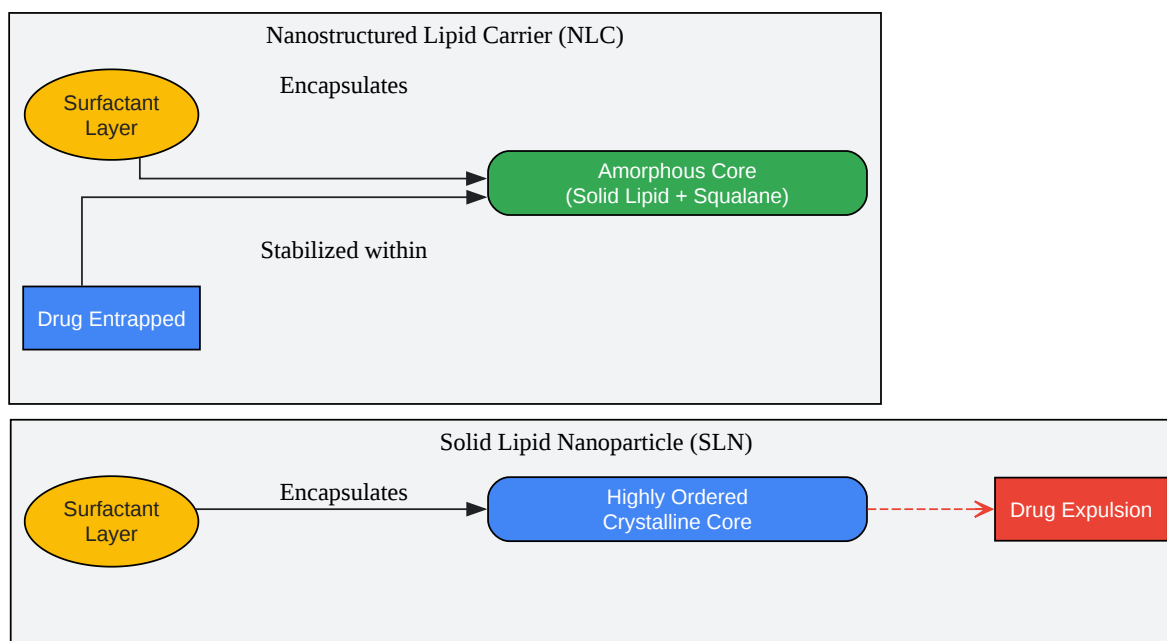 Nanostructured Lipid Carrier (NLC)
Encapsulates
Surfactant
Layer
Amorphous Core
(Solid Lipid + Squalane)
Stabilized within
Drug Entrapped
Solid Lipid Nanoparticle (SLN)
Surfactant
Layer
Encapsulates
Highly Ordered
Crystalline Core
Drug Expulsion